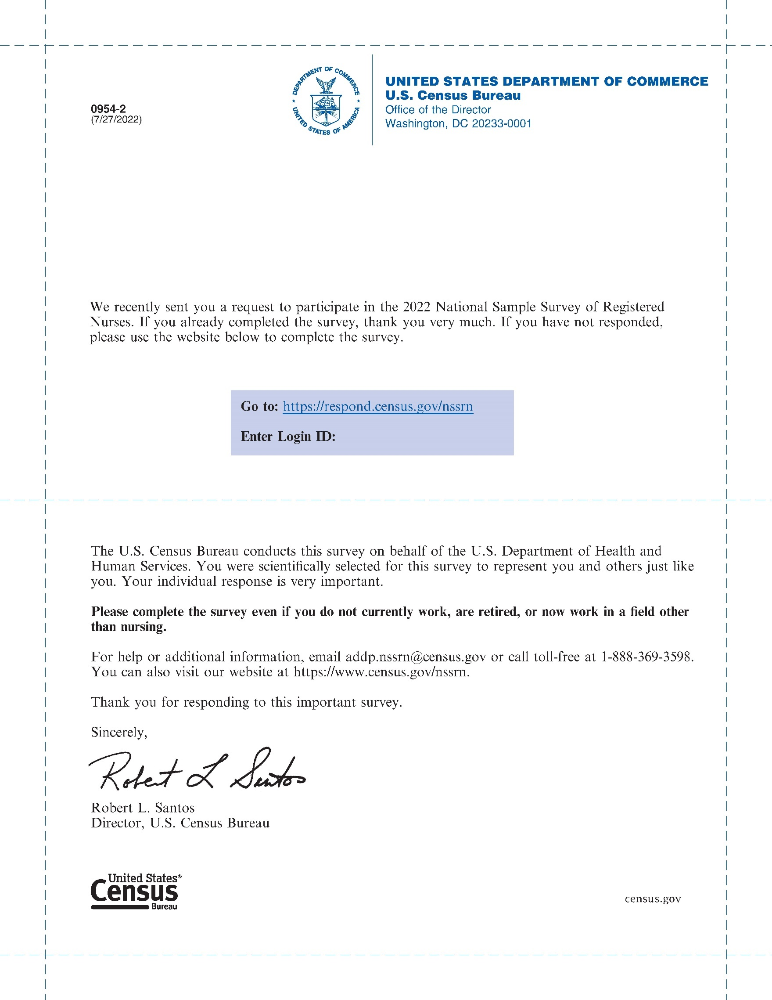 0954-2
(7/27/2022)
DEPARTMENT OF COMMERCE
UNITED STATES OF AMERICA
UNITED STATES DEPARTMENT OF COMMERCE
U.S. Census Bureau
Office of the Director
Washington, DC 20233-0001
We recently sent you a request to participate in the 2022 National Sample Survey of Registered
Nurses. If you already completed the survey, thank you very much. If you have not responded,
please use the website below to complete the survey.
Go to: https://respond.census.gov/nssrn
Enter Login ID:
The U.S. Census Bureau conducts this survey on behalf of the U.S. Department of Health and
Human Services. You were scientifically selected for this survey to represent you and others just like
you. Your individual response is very important.
Please complete the survey even if you do not currently work, are retired, or now work in a field other
than nursing.
For help or additional information, email addp.nssrn@census.gov or call toll-free at 1-888-369-3598.
You can also visit our website at https://www.census.gov/nssrn.
Thank you for responding to this important survey.
Sincerely,
Robert L Santos
Robert L. Santos
Director, U.S. Census Bureau
United States®
Census
Bureau
census.gov